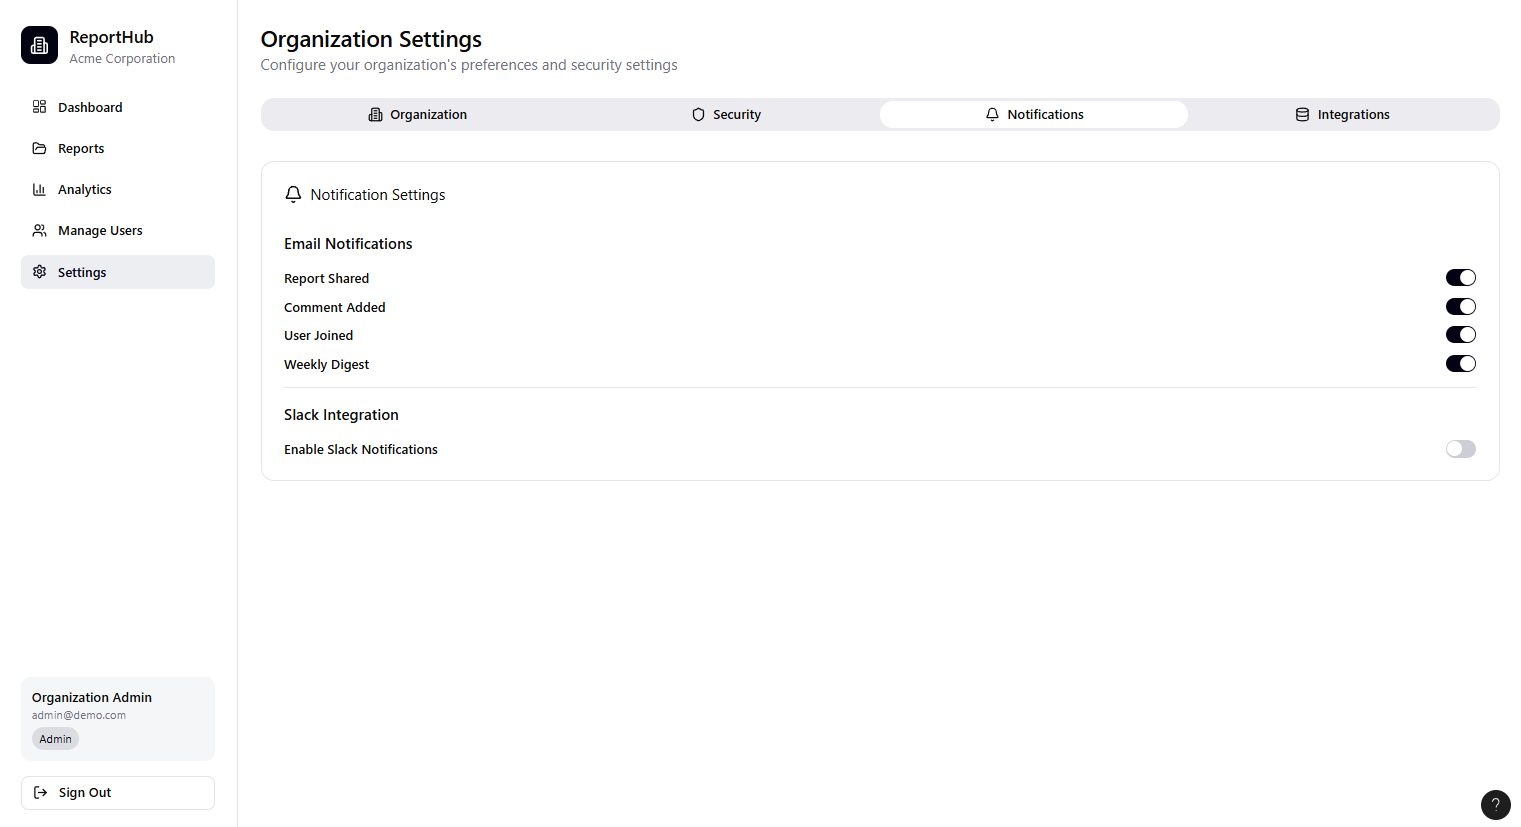 ReportHub
Acme Corporation
Dashboard
Reports
Analytics
Manage Users
Settings
Organization Admin
admin@demo.com
Admin
Sign Out
Organization Settings
Configure your organization's preferences and security settings
Organization
Security
Notifications
Integrations
Notification Settings
Email Notifications
Report Shared
Comment Added
User Joined
Weekly Digest
Slack Integration
Enable Slack Notifications
?